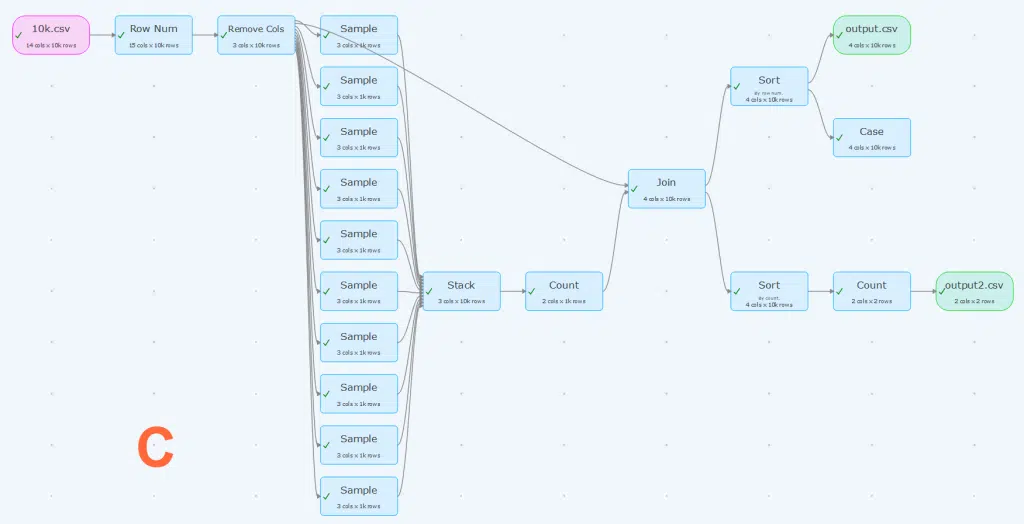 10k.csv
14 cols x 10k rows
Row Num
15 cols x 10k rows
Remove Cols
3 cols x 10k rows
Sample
3 cols x 1k rows
Sample
3 cols x 1k rows
Sample
3 cols x 1k rows
Sample
3 cols x 1k rows
Sample
3 cols x 1k rows
Sample
3 cols x 1k rows
Sample
3 cols x 1k rows
Sample
3 cols x 1k rows
Sample
3 cols x 1k rows
Sample
3 cols x 1k rows
Stack
3 cols x 10k rows
Count
2 cols x 1k rows
Join
4 cols x 10k rows
Sort
By: row num.
4 cols x 10k rows
output.csv
4 cols x 10k rows
Case
4 cols x 10k rows
Sort
By: count.
4 cols x 10k rows
Count
2 cols x 2 rows
output2.csv
2 cols x 2 rows
C